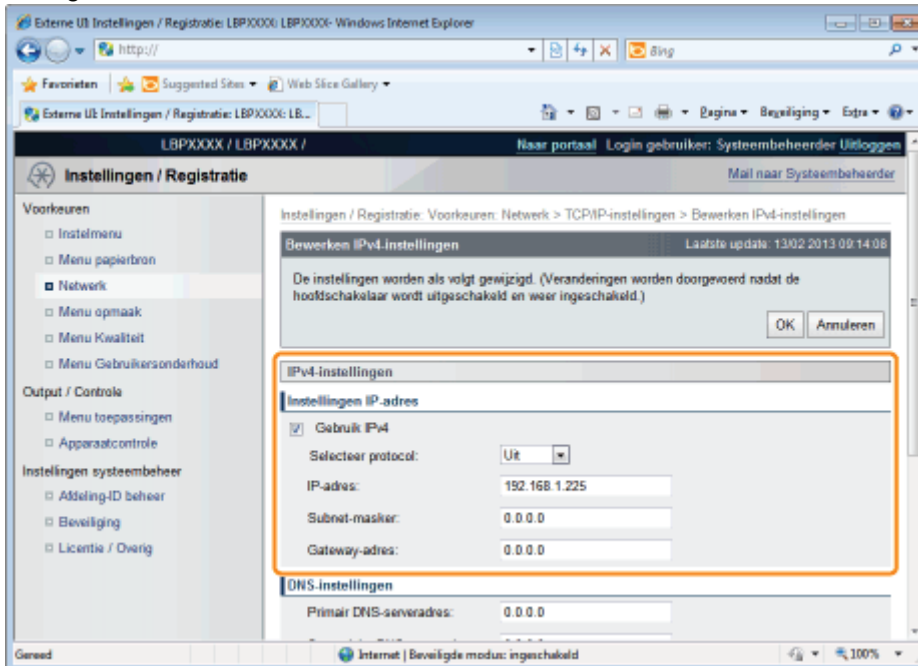 Externe UI: Instellingen / Registratie: LBPXXXX: LBPXXXX - Windows Internet Explorer
http://
Bing
Favorieten
Suggested Sites
Web Slice Gallery
Externe UI: Instellingen / Registratie: LBPXXXX: LB...
Pagina
Beveiliging
Extra
LBPXXXX / LBPXXXX /
Naar portaal Login gebruiker: Systeembeheerder Uitloggen
Instellingen / Registratie
Mail naar Systeembeheerder
Voorkeuren
Instelmenu
Menu papierbron
Netwerk
Menu opmaak
Menu Kwaliteit
Menu Gebruikersonderhoud
Output / Controle
Menu toepassingen
Apparaatcontrole
Instellingen systeembeheer
Afdeling-ID beheer
Beveiliging
Licentie / Overig
Instellingen / Registratie: Voorkeuren: Netwerk > TCP/IP-instellingen > Bewerken IPv4-instellingen
Bewerken IPv4-instellingen
Laatste update: 13/02 2013 09:14:08
De instellingen worden als volgt gewijzigd. (Veranderingen worden doorgevoerd nadat de
hoofdschakelaar wordt uitgeschakeld en weer ingeschakeld.)
OK
Annuleren
IPv4-instellingen
Instellingen IP-adres
Gebruik IPv4
Selecteer protocol: Uit
IP-adres: 192.168.1.225
Subnet-masker: 0.0.0.0
Gateway-adres: 0.0.0.0
DNS-instellingen
Primair DNS-serveradres: 0.0.0.0
Gereed
Internet | Beveiligde modus: ingeschakeld
100%